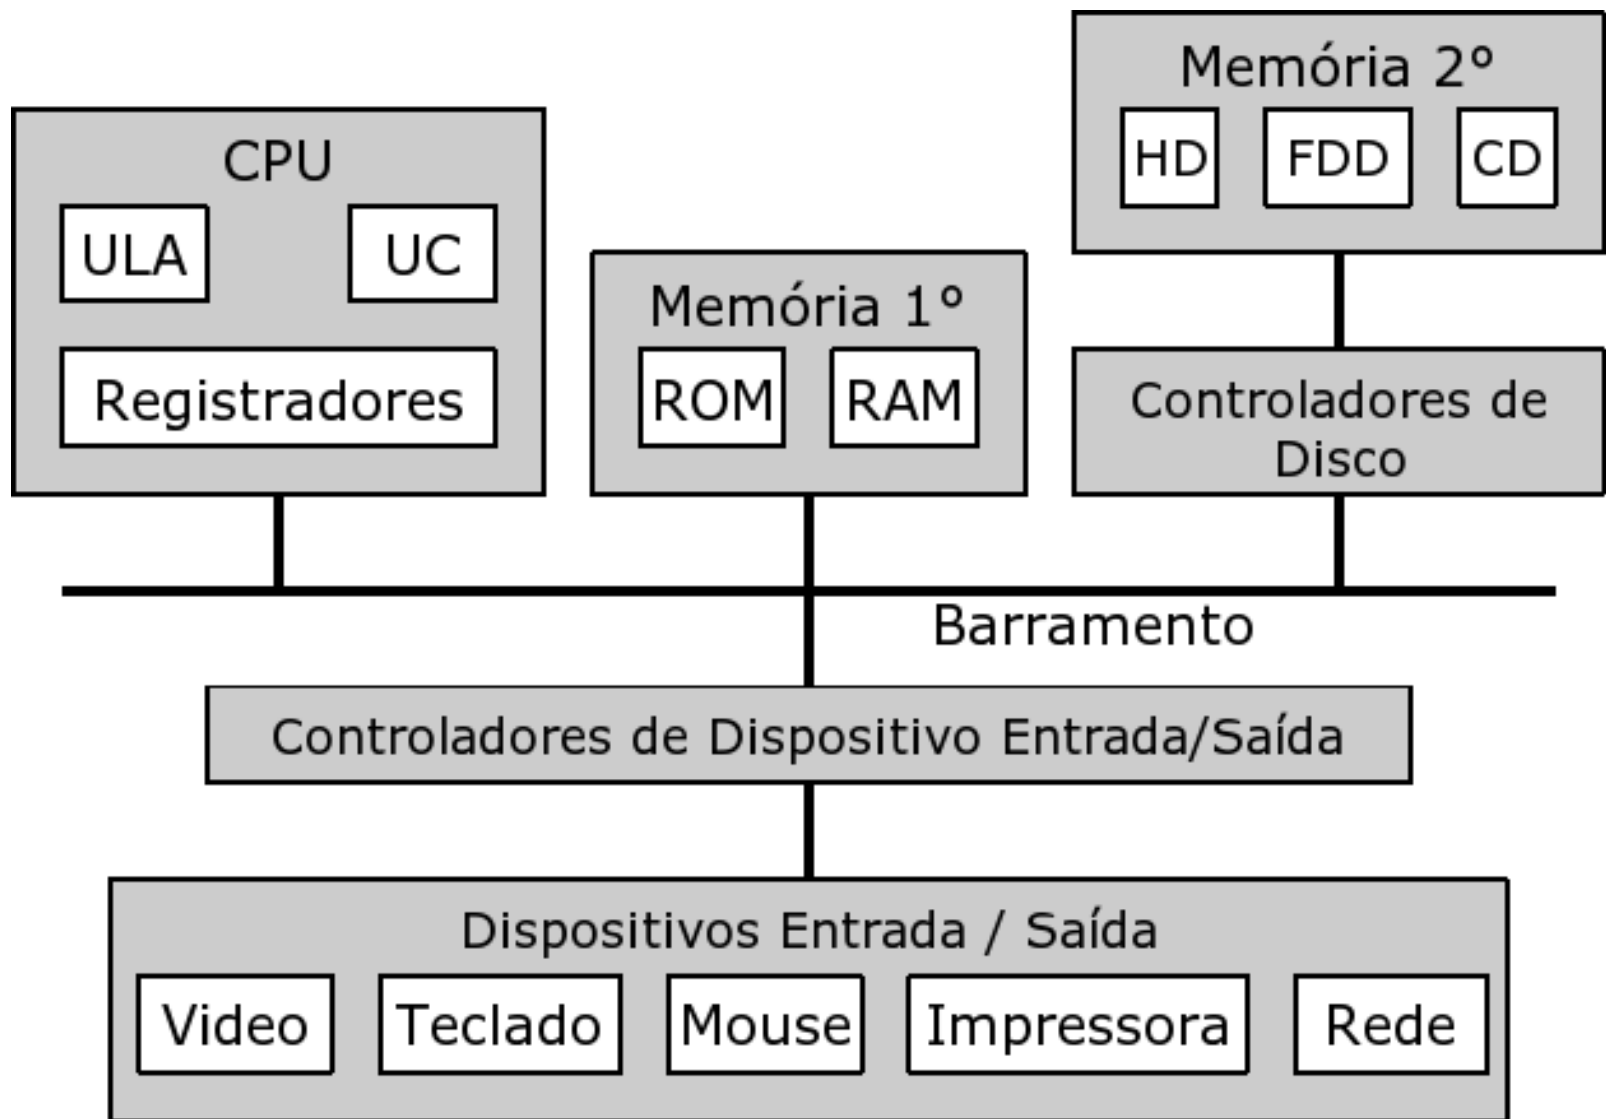 Memória 2º
HD FDD CD
CPU
ULA UC
Registradores
Memória 1º
ROM RAM
Controladores de
Disco
Barramento
Controladores de Dispositivo Entrada/Saída
Dispositivos Entrada / Saída
Video Teclado Mouse Impressora Rede